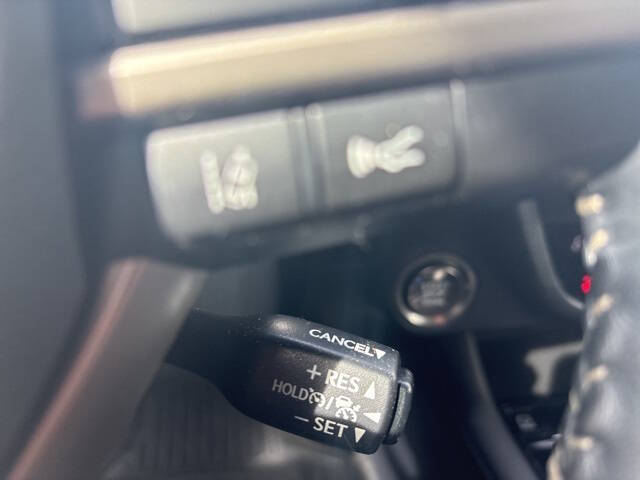 CANCEL
+ RES
HOLD /
- SET